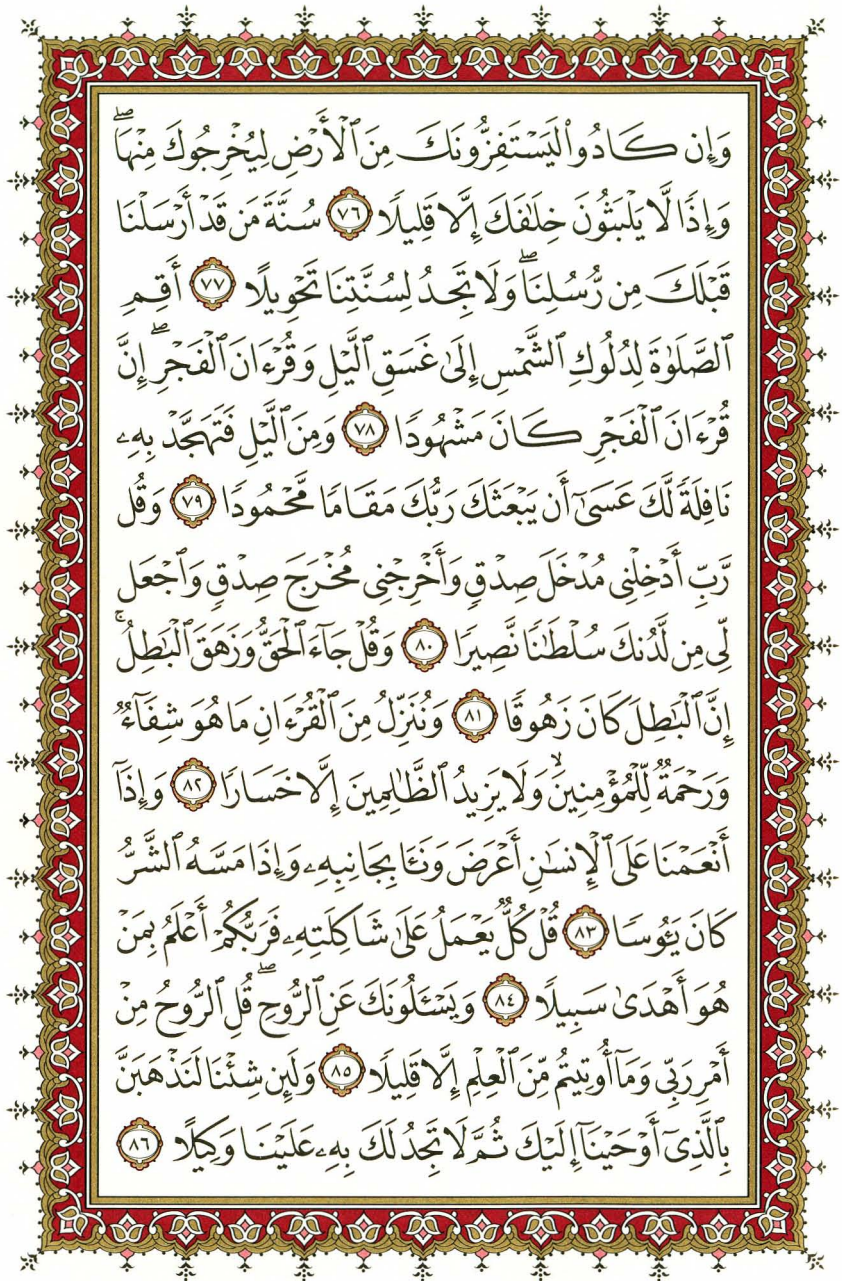 وَإِن كَادُوا۟ لَيَسْتَفِزُّونَكَ مِنَ ٱلْأَرْضِ لِيُخْرِجُوكَ مِنْهَا ۖ
وَإِذًا لَّا يَلْبَثُونَ خِلَٰفَكَ إِلَّا قَلِيلًا ٧٦ سُنَّةَ مَن قَدْ أَرْسَلْنَا
قَبْلَكَ مِن رُّسُلِنَا ۖ وَلَا تَجِدُ لِسُنَّتِنَا تَحْوِيلًا ٧٧ أَقِمِ
ٱلصَّلَوٰةَ لِدُلُوكِ ٱلشَّمْسِ إِلَىٰ غَسَقِ ٱلَّيْلِ وَقُرْءَانَ ٱلْفَجْرِ ۖ إِنَّ
قُرْءَانَ ٱلْفَجْرِ كَانَ مَشْهُودًا ٧٨ وَمِنَ ٱلَّيْلِ فَتَهَجَّدْ بِهِۦ
نَافِلَةً لَّكَ عَسَىٰٓ أَن يَبْعَثَكَ رَبُّكَ مَقَامًا مَّحْمُودًا ٧٩ وَقُل
رَّبِّ أَدْخِلْنِى مُدْخَلَ صِدْقٍ وَأَخْرِجْنِى مُخْرَجَ صِدْقٍ وَٱجْعَل
لِّى مِن لَّدُنكَ سُلْطَٰنًا نَّصِيرًا ٨٠ وَقُلْ جَآءَ ٱلْحَقُّ وَزَهَقَ ٱلْبَٰطِلُ ۚ
إِنَّ ٱلْبَٰطِلَ كَانَ زَهُوقًا ٨١ وَنُنَزِّلُ مِنَ ٱلْقُرْءَانِ مَا هُوَ شِفَآءٌ
وَرَحْمَةٌ لِّلْمُؤْمِنِينَ ۙ وَلَا يَزِيدُ ٱلظَّٰلِمِينَ إِلَّا خَسَارًا ٨٢ وَإِذَآ
أَنْعَمْنَا عَلَى ٱلْإِنسَٰنِ أَعْرَضَ وَنَـَٔا بِجَانِبِهِۦ وَإِذَا مَسَّهُ ٱلشَّرُّ
كَانَ يَـُٔوسًا ٨٣ قُلْ كُلٌّ يَعْمَلُ عَلَىٰ شَاكِلَتِهِۦ فَرَبُّكُمْ أَعْلَمُ بِمَنْ
هُوَ أَهْدَىٰ سَبِيلًا ٨٤ وَيَسْـَٔلُونَكَ عَنِ ٱلرُّوحِ ۖ قُلِ ٱلرُّوحُ مِنْ
أَمْرِ رَبِّى وَمَآ أُوتِيتُم مِّنَ ٱلْعِلْمِ إِلَّا قَلِيلًا ٨٥ وَلَئِن شِئْنَا لَنَذْهَبَنَّ
بِٱلَّذِىٓ أَوْحَيْنَآ إِلَيْكَ ثُمَّ لَا تَجِدُ لَكَ بِهِۦ عَلَيْنَا وَكِيلًا ٨٦